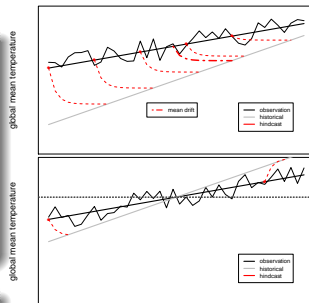 global mean temperature
mean drift
observation
historical
hindcast
global mean temperature
observation
historical
hindcast